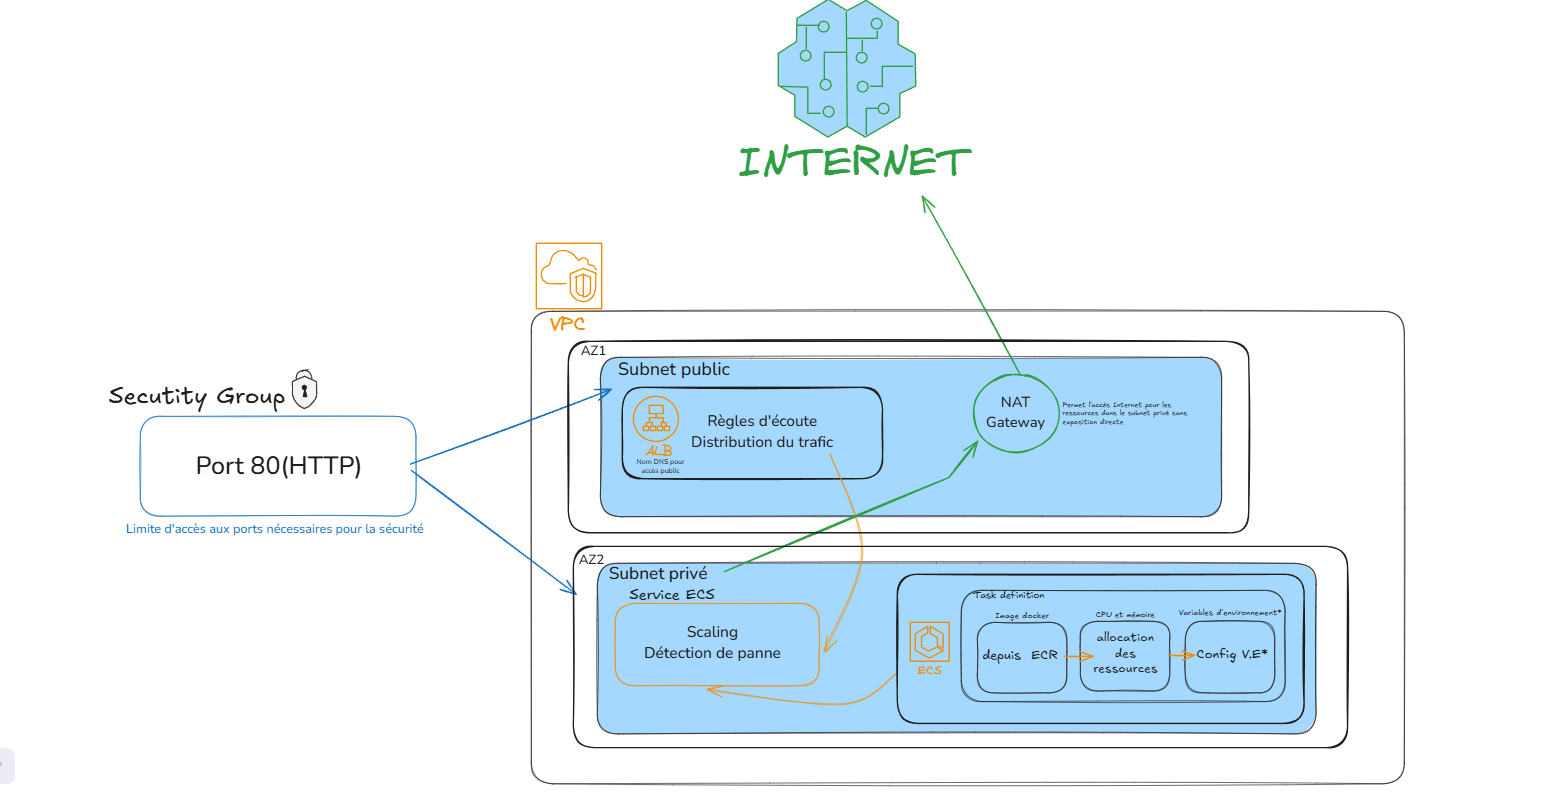 INTERNET
VPC
AZ1
Subnet public
Secutity Group
Port 80(HTTP)
Limite d'accès aux ports nécessaires pour la sécurité
ALB
Nom DNS pour
accès public
Règles d'écoute
Distribution du trafic
NAT
Gateway
Permet l'accès Internet pour les
ressources dans le subnet privé sans
exposition directe
AZ2
Subnet privé
Service ECS
Scaling
Détection de panne
ECS
Task definition
Image docker
depuis ECR
CPU et mémoire
allocation
des
ressources
Variables d'environnement*
Config V.E*